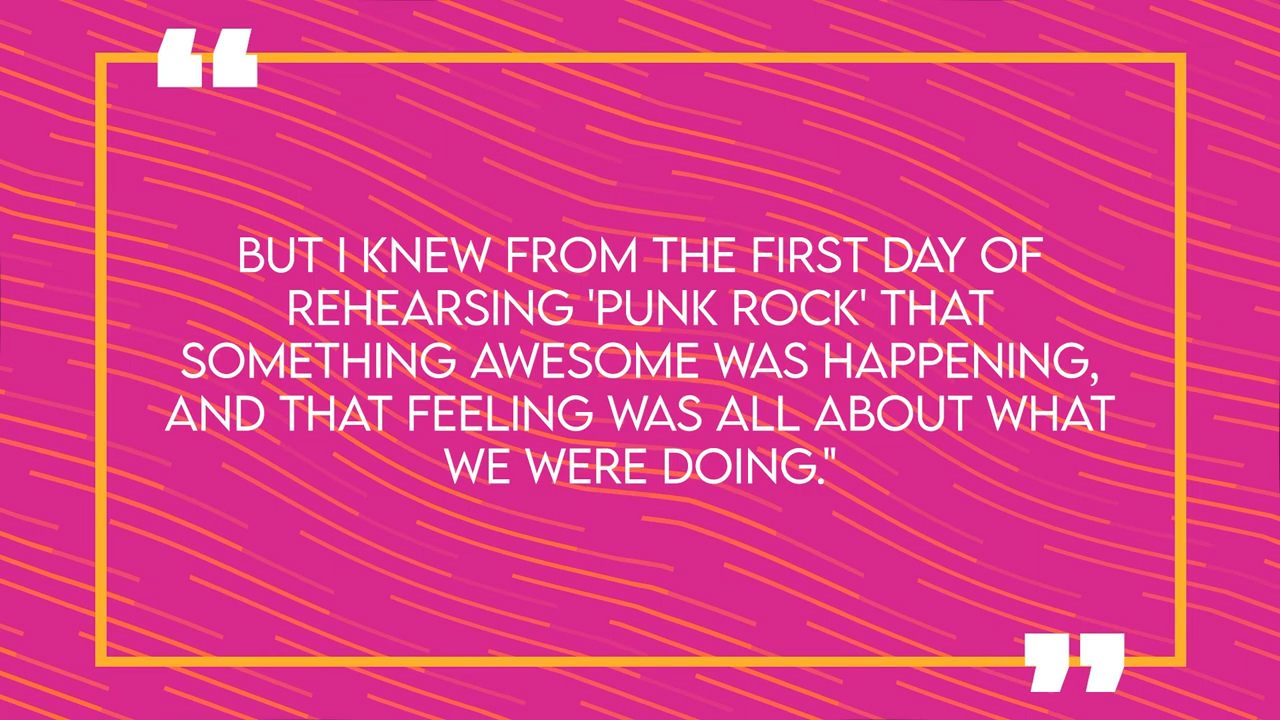 BUT I KNEW FROM THE FIRST DAY OF
REHEARSING 'PUNK ROCK' THAT
SOMETHING AWESOME WAS HAPPENING,
AND THAT FEELING WAS ALL ABOUT WHAT
WE WERE DOING."